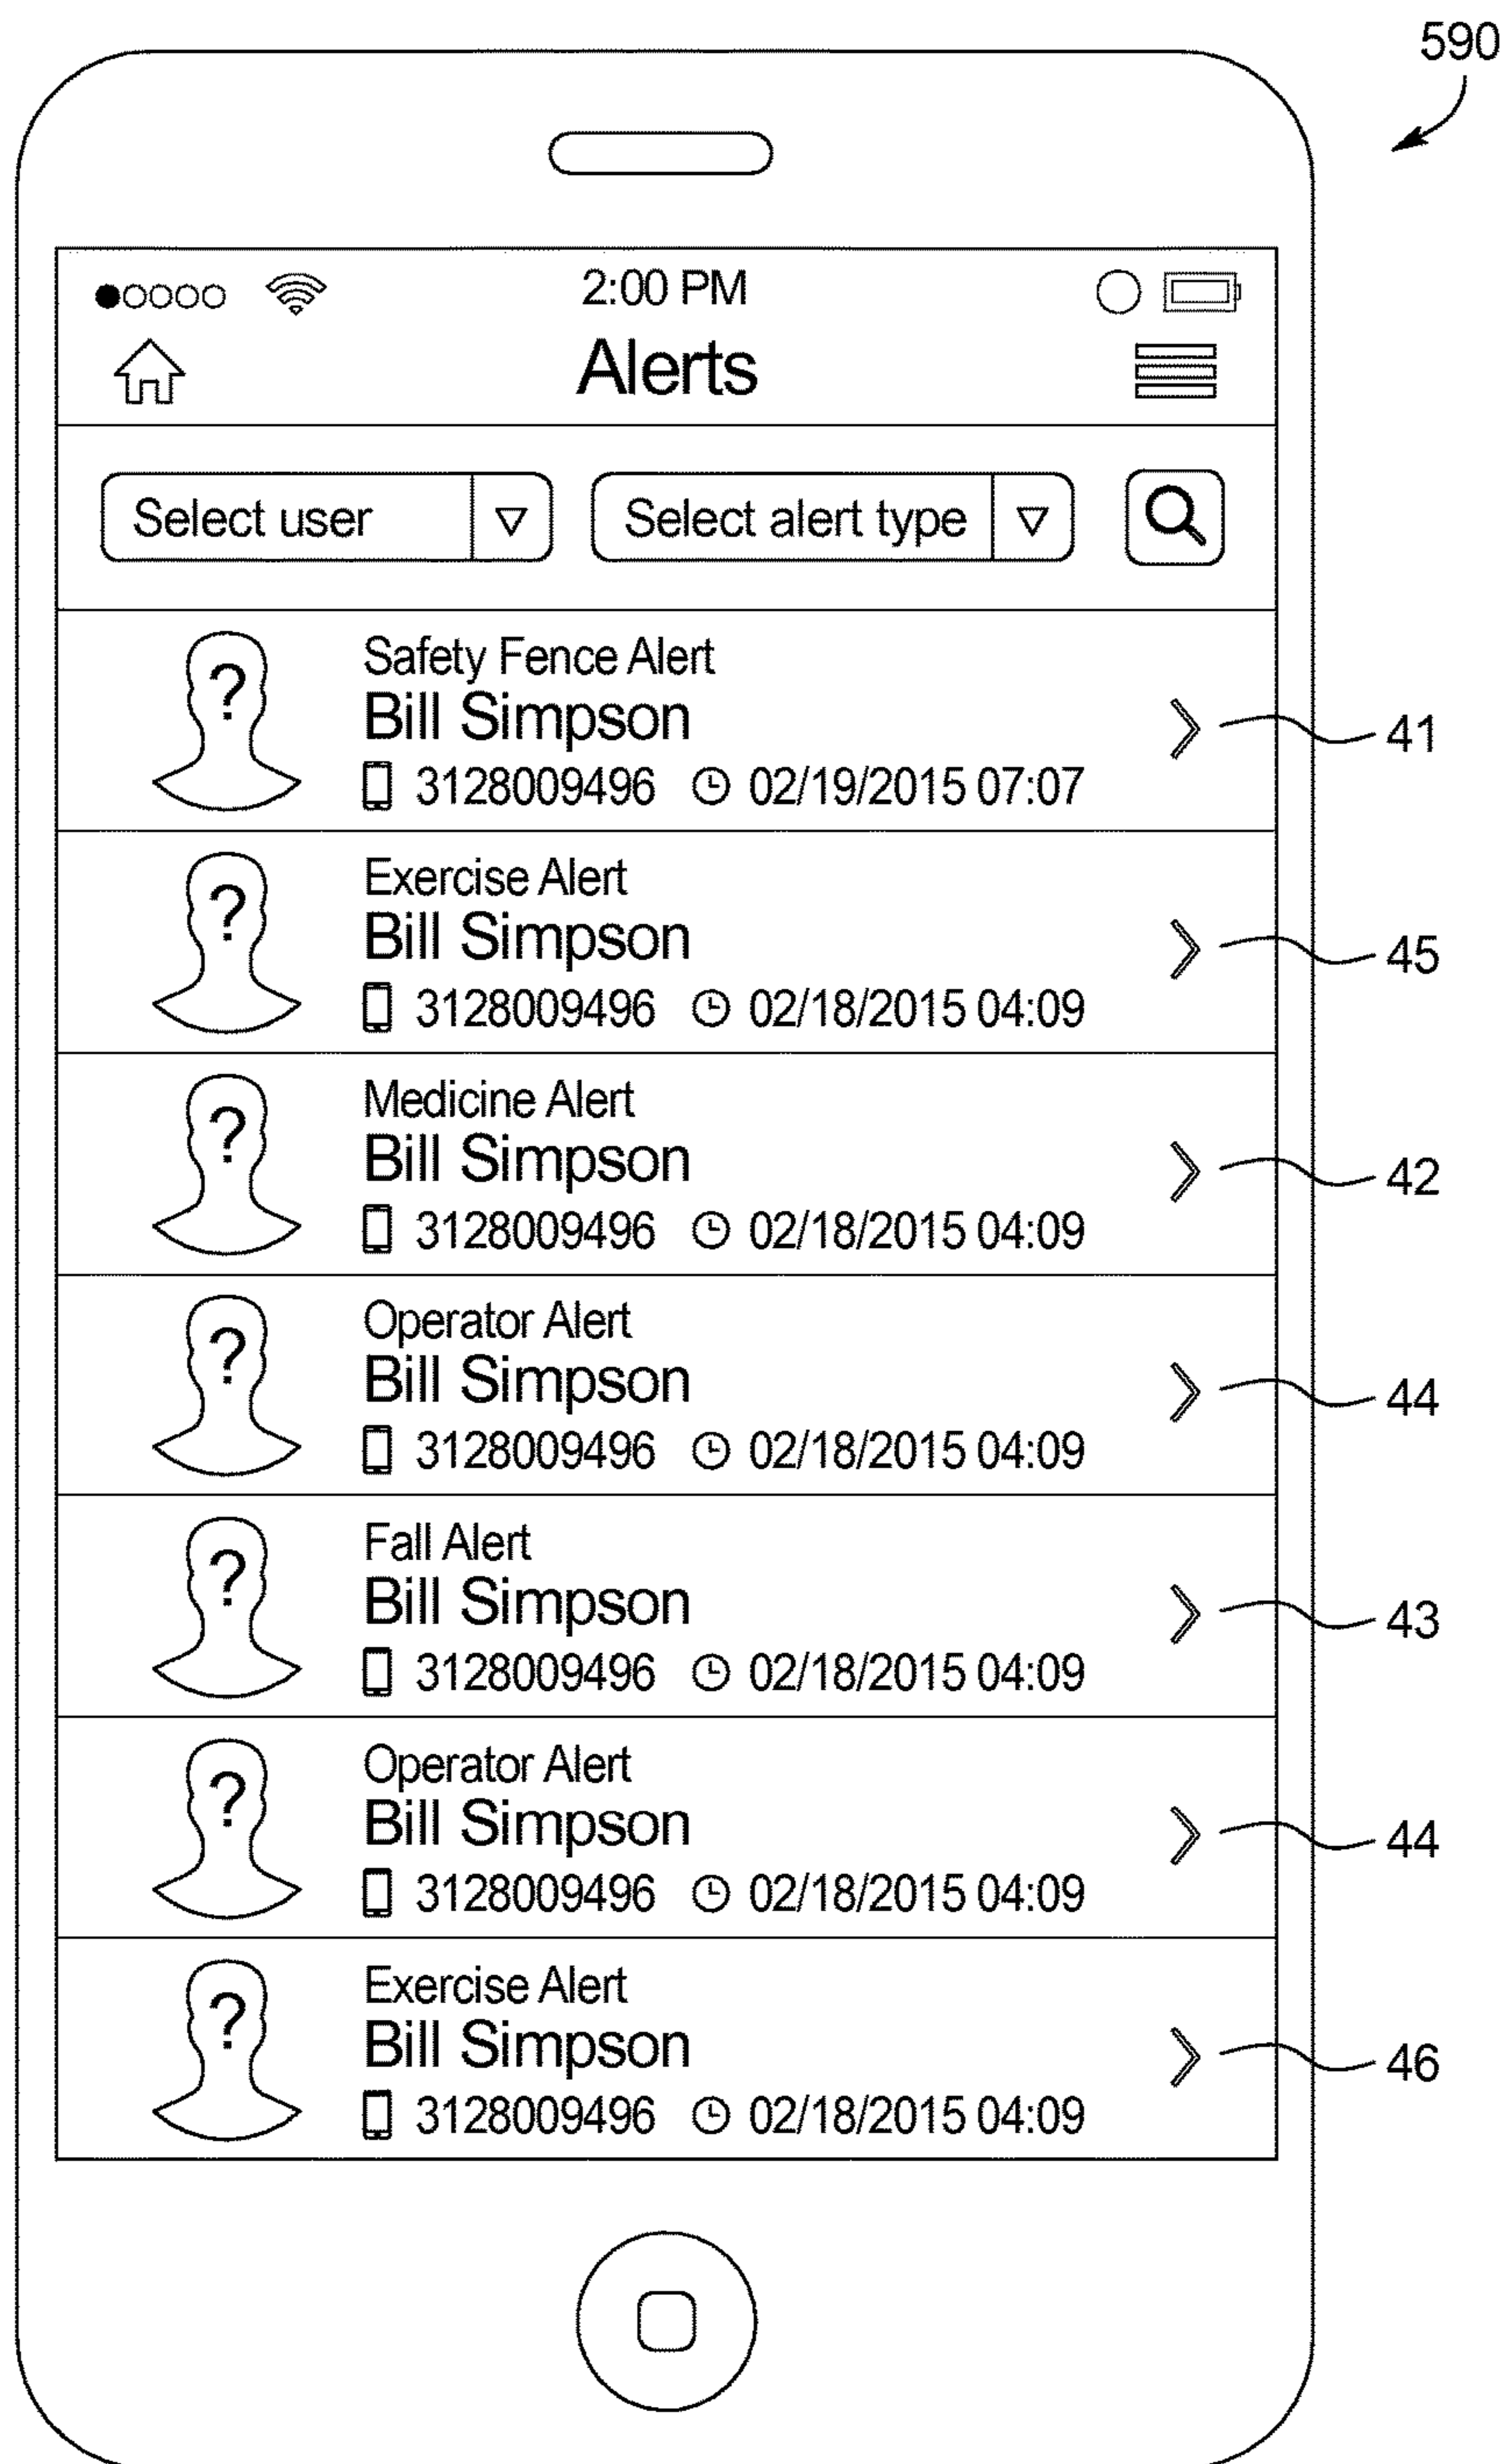 590
2:00 PM
Alerts
Select user
Select alert type
? Safety Fence Alert
Bill Simpson
3128009496 02/19/2015 07:07
41
? Exercise Alert
Bill Simpson
3128009496 02/18/2015 04:09
45
? Medicine Alert
Bill Simpson
3128009496 02/18/2015 04:09
42
? Operator Alert
Bill Simpson
3128009496 02/18/2015 04:09
44
? Fall Alert
Bill Simpson
3128009496 02/18/2015 04:09
43
? Operator Alert
Bill Simpson
3128009496 02/18/2015 04:09
44
? Exercise Alert
Bill Simpson
3128009496 02/18/2015 04:09
46